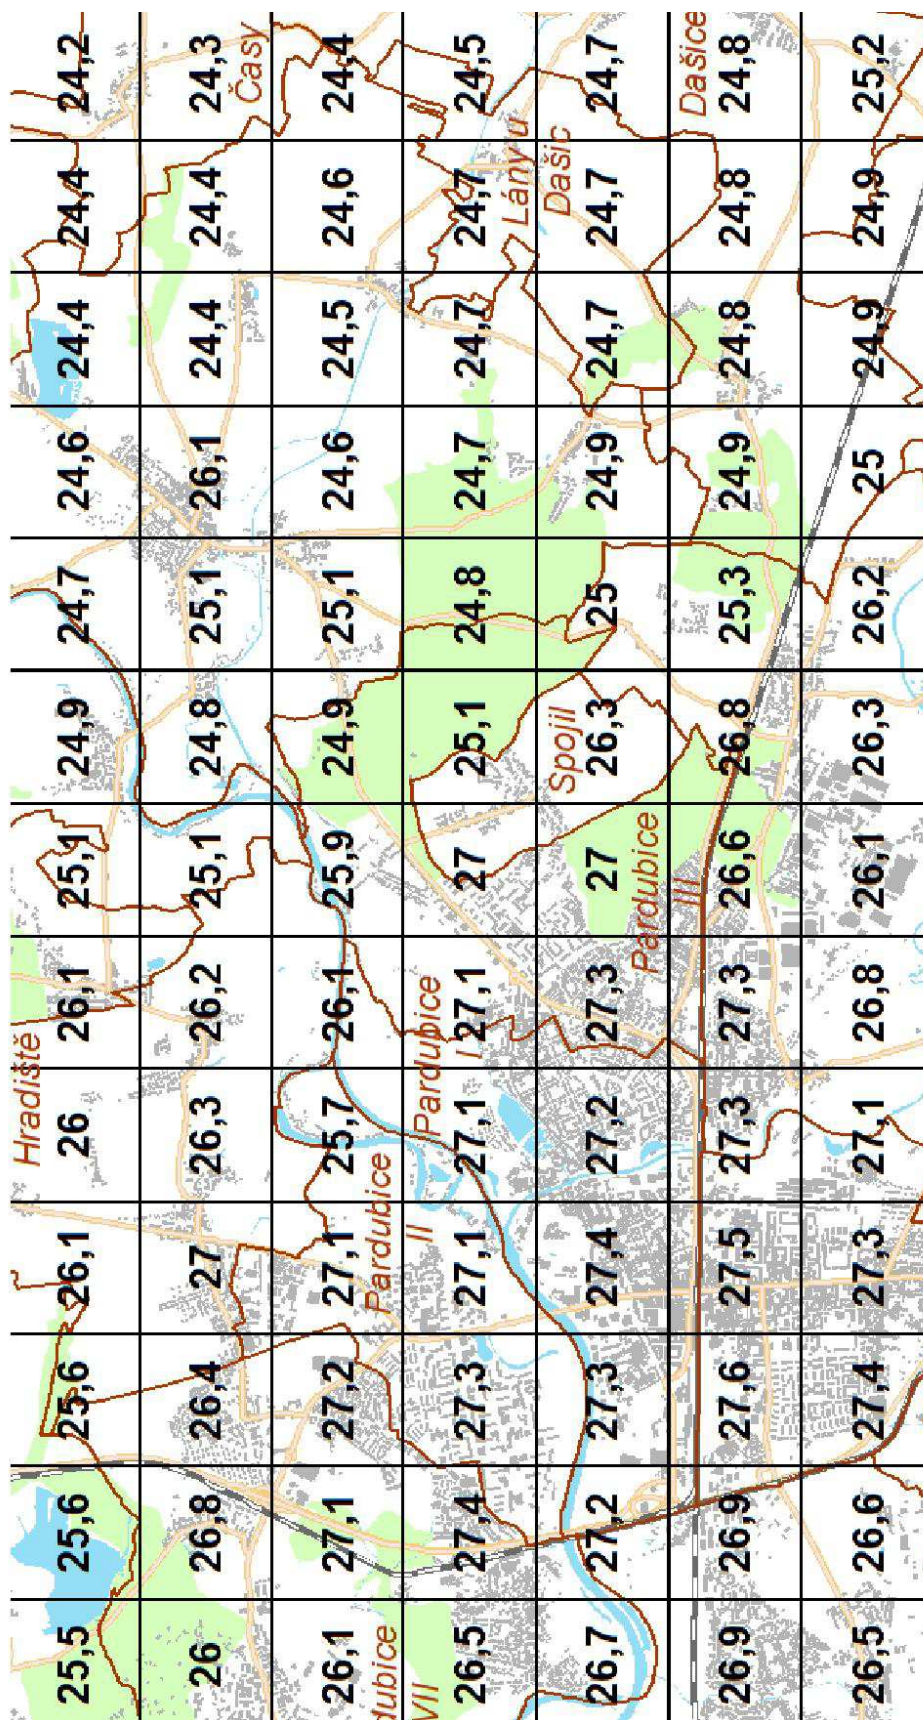 Hradiště
25,5 25,6 25,6 26,1 26 26,1 25,1 24,9 24,7 24,6 24,4 24,4 24,2
26 26,8 26,4 27 26,3 26,2 25,1 24,8 25,1 26,1 24,4 24,4 24,3
Časy
26,1 27,1 27,2 27,1 25,7 26,1 25,9 24,9 25,1 24,6 24,5 24,6 24,4
dubice
VII
Pardubice
II
Pardubice
I
26,5 27,4 27,3 27,1 27,1 27,1 27 25,1 24,8 24,7 24,7 24,7 24,5
Lány u
Dašic
Spojil
26,7 27,2 27,3 27,4 27,2 27,3 27 26,3 25 24,9 24,7 24,7 24,7
Pardubice
III
Dašice
26,9 26,9 27,6 27,5 27,3 27,3 26,6 26,8 25,3 24,9 24,8 24,8 24,8
26,5 26,6 27,4 27,3 27,1 26,8 26,1 26,3 26,2 25 24,9 24,9 25,2